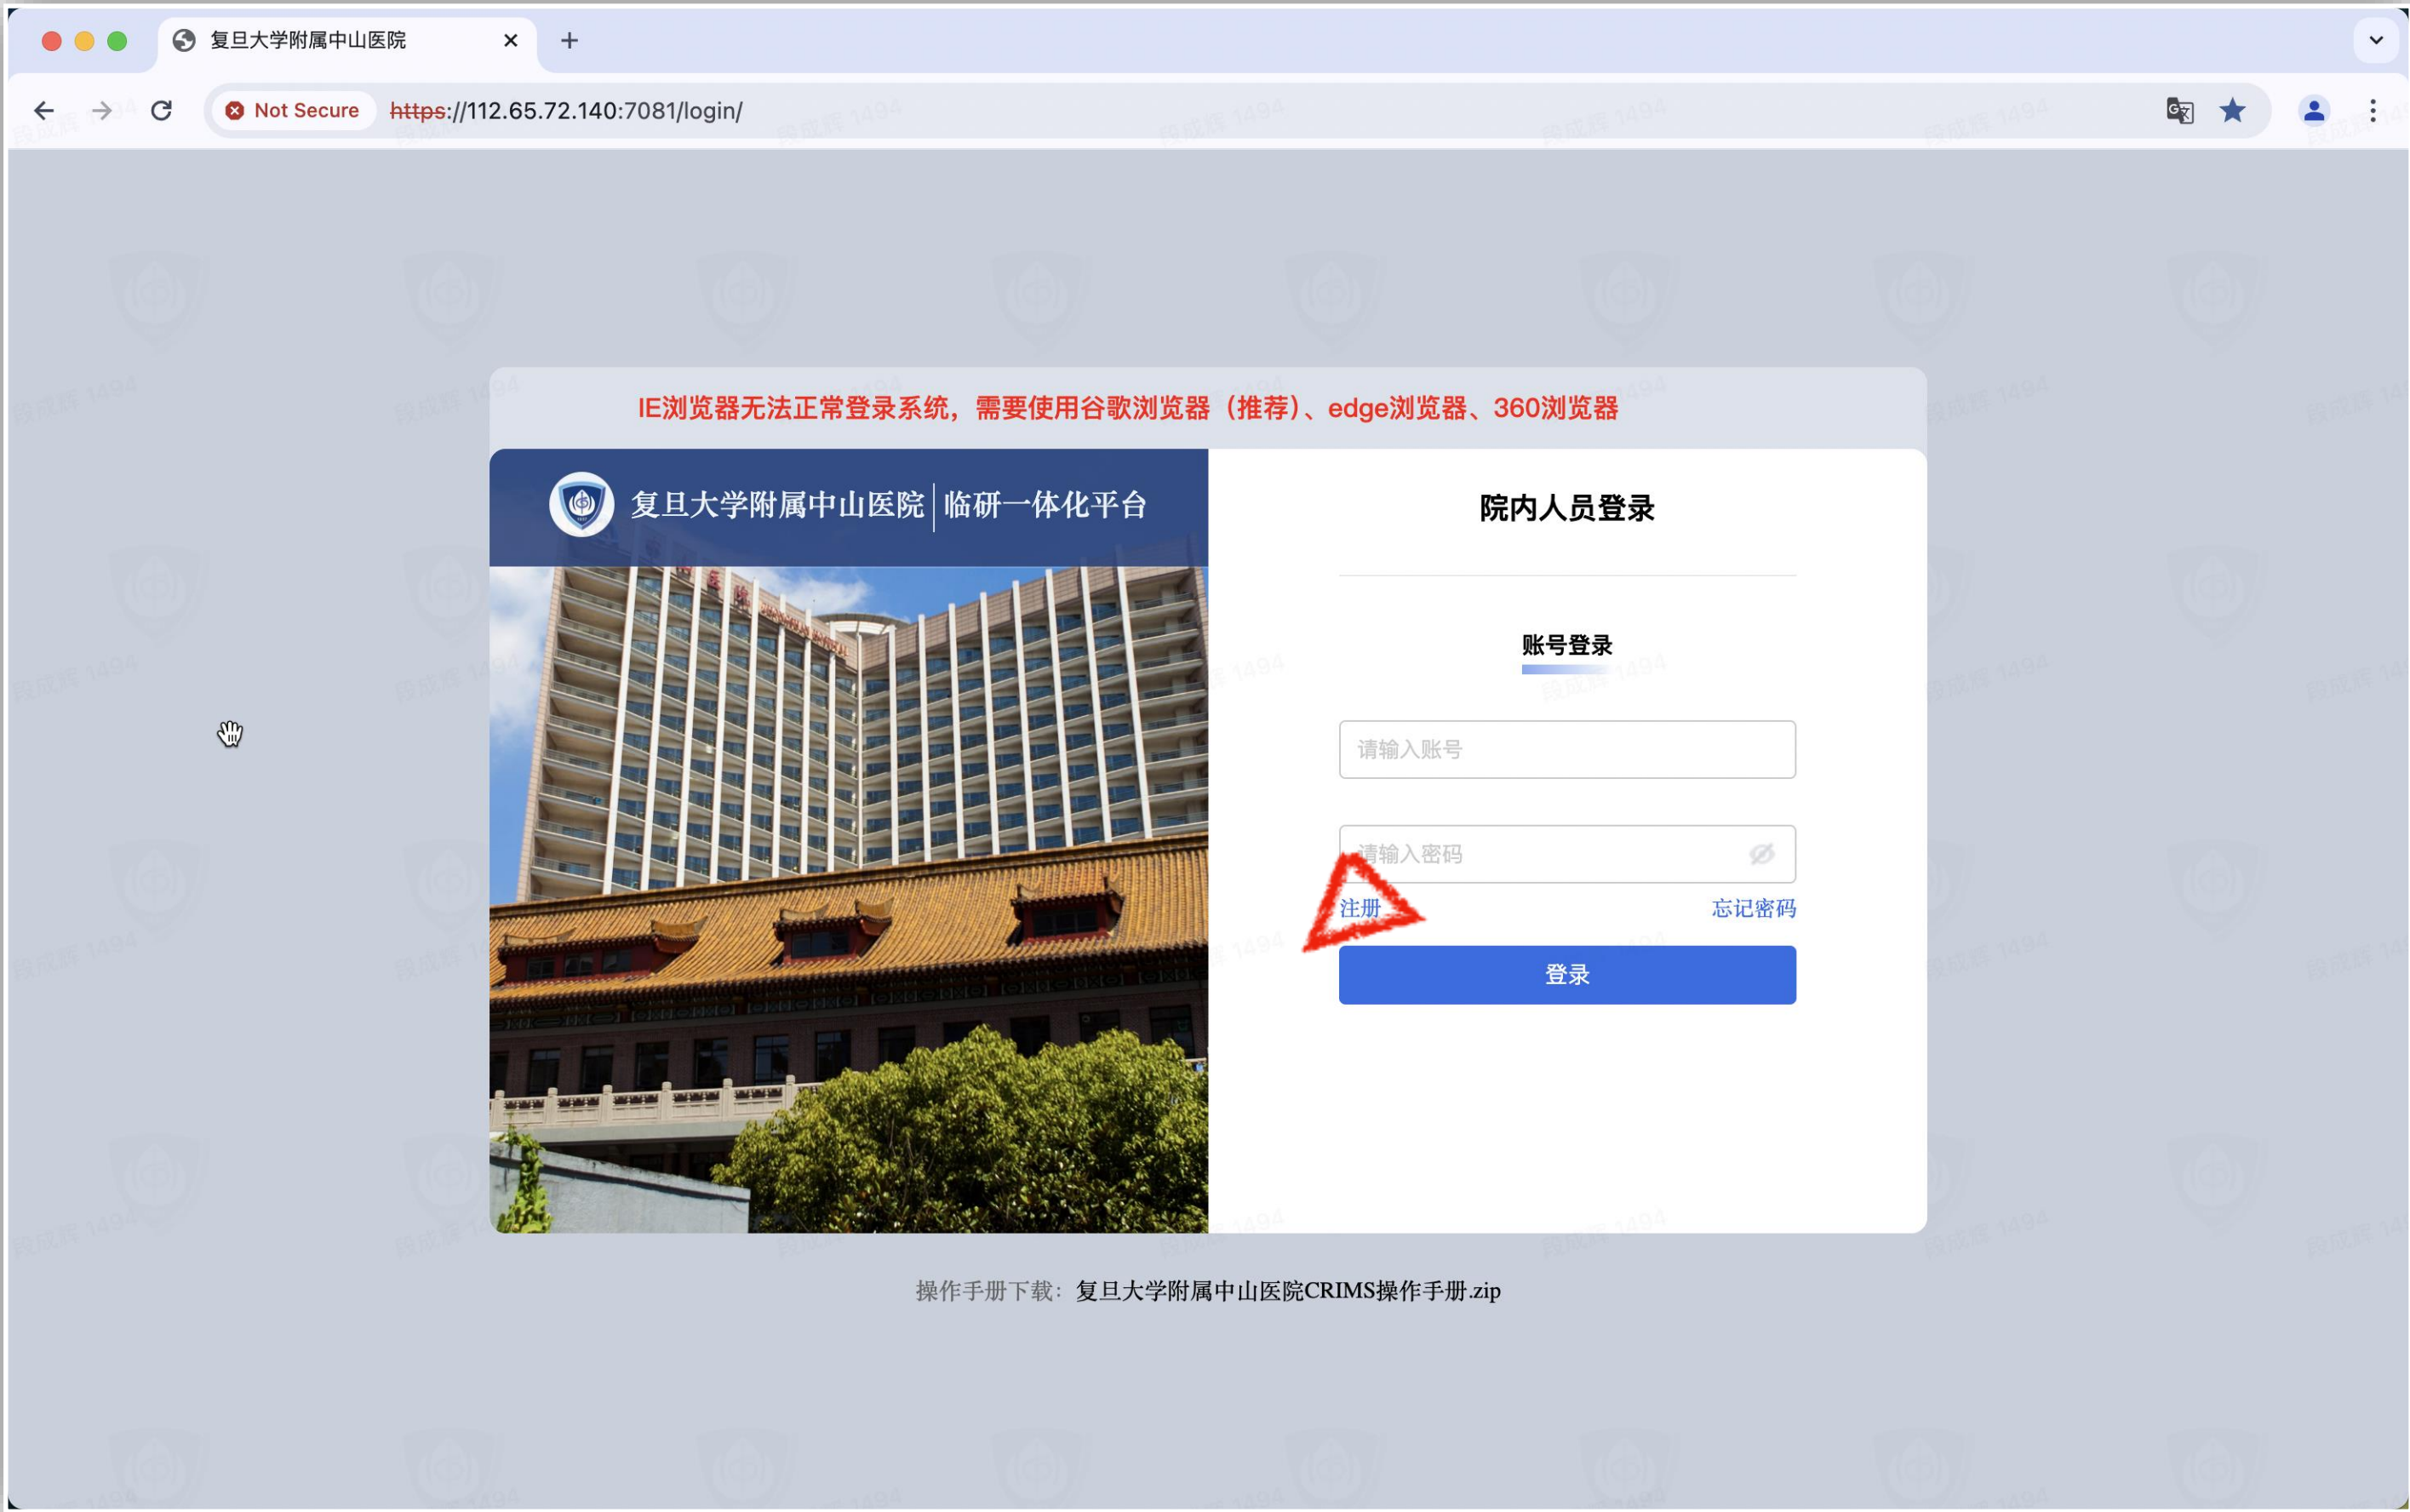 复旦大学附属中山医院
Not Secure https://112.65.72.140:7081/login/
IE浏览器无法正常登录系统，需要使用谷歌浏览器（推荐）、edge浏览器、360浏览器
复旦大学附属中山医院 临研一体化平台
院内人员登录
账号登录
请输入账号
请输入密码
注册 忘记密码
登录
操作手册下载：复旦大学附属中山医院CRIMS操作手册.zip
段成辉 1494